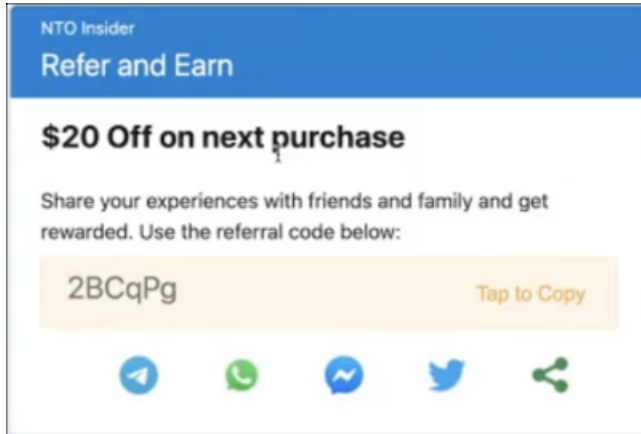 NTO Insider
Refer and Earn
$20 Off on next purchase
Share your experiences with friends and family and get
rewarded. Use the referral code below:
2BCqPg
Tap to Copy